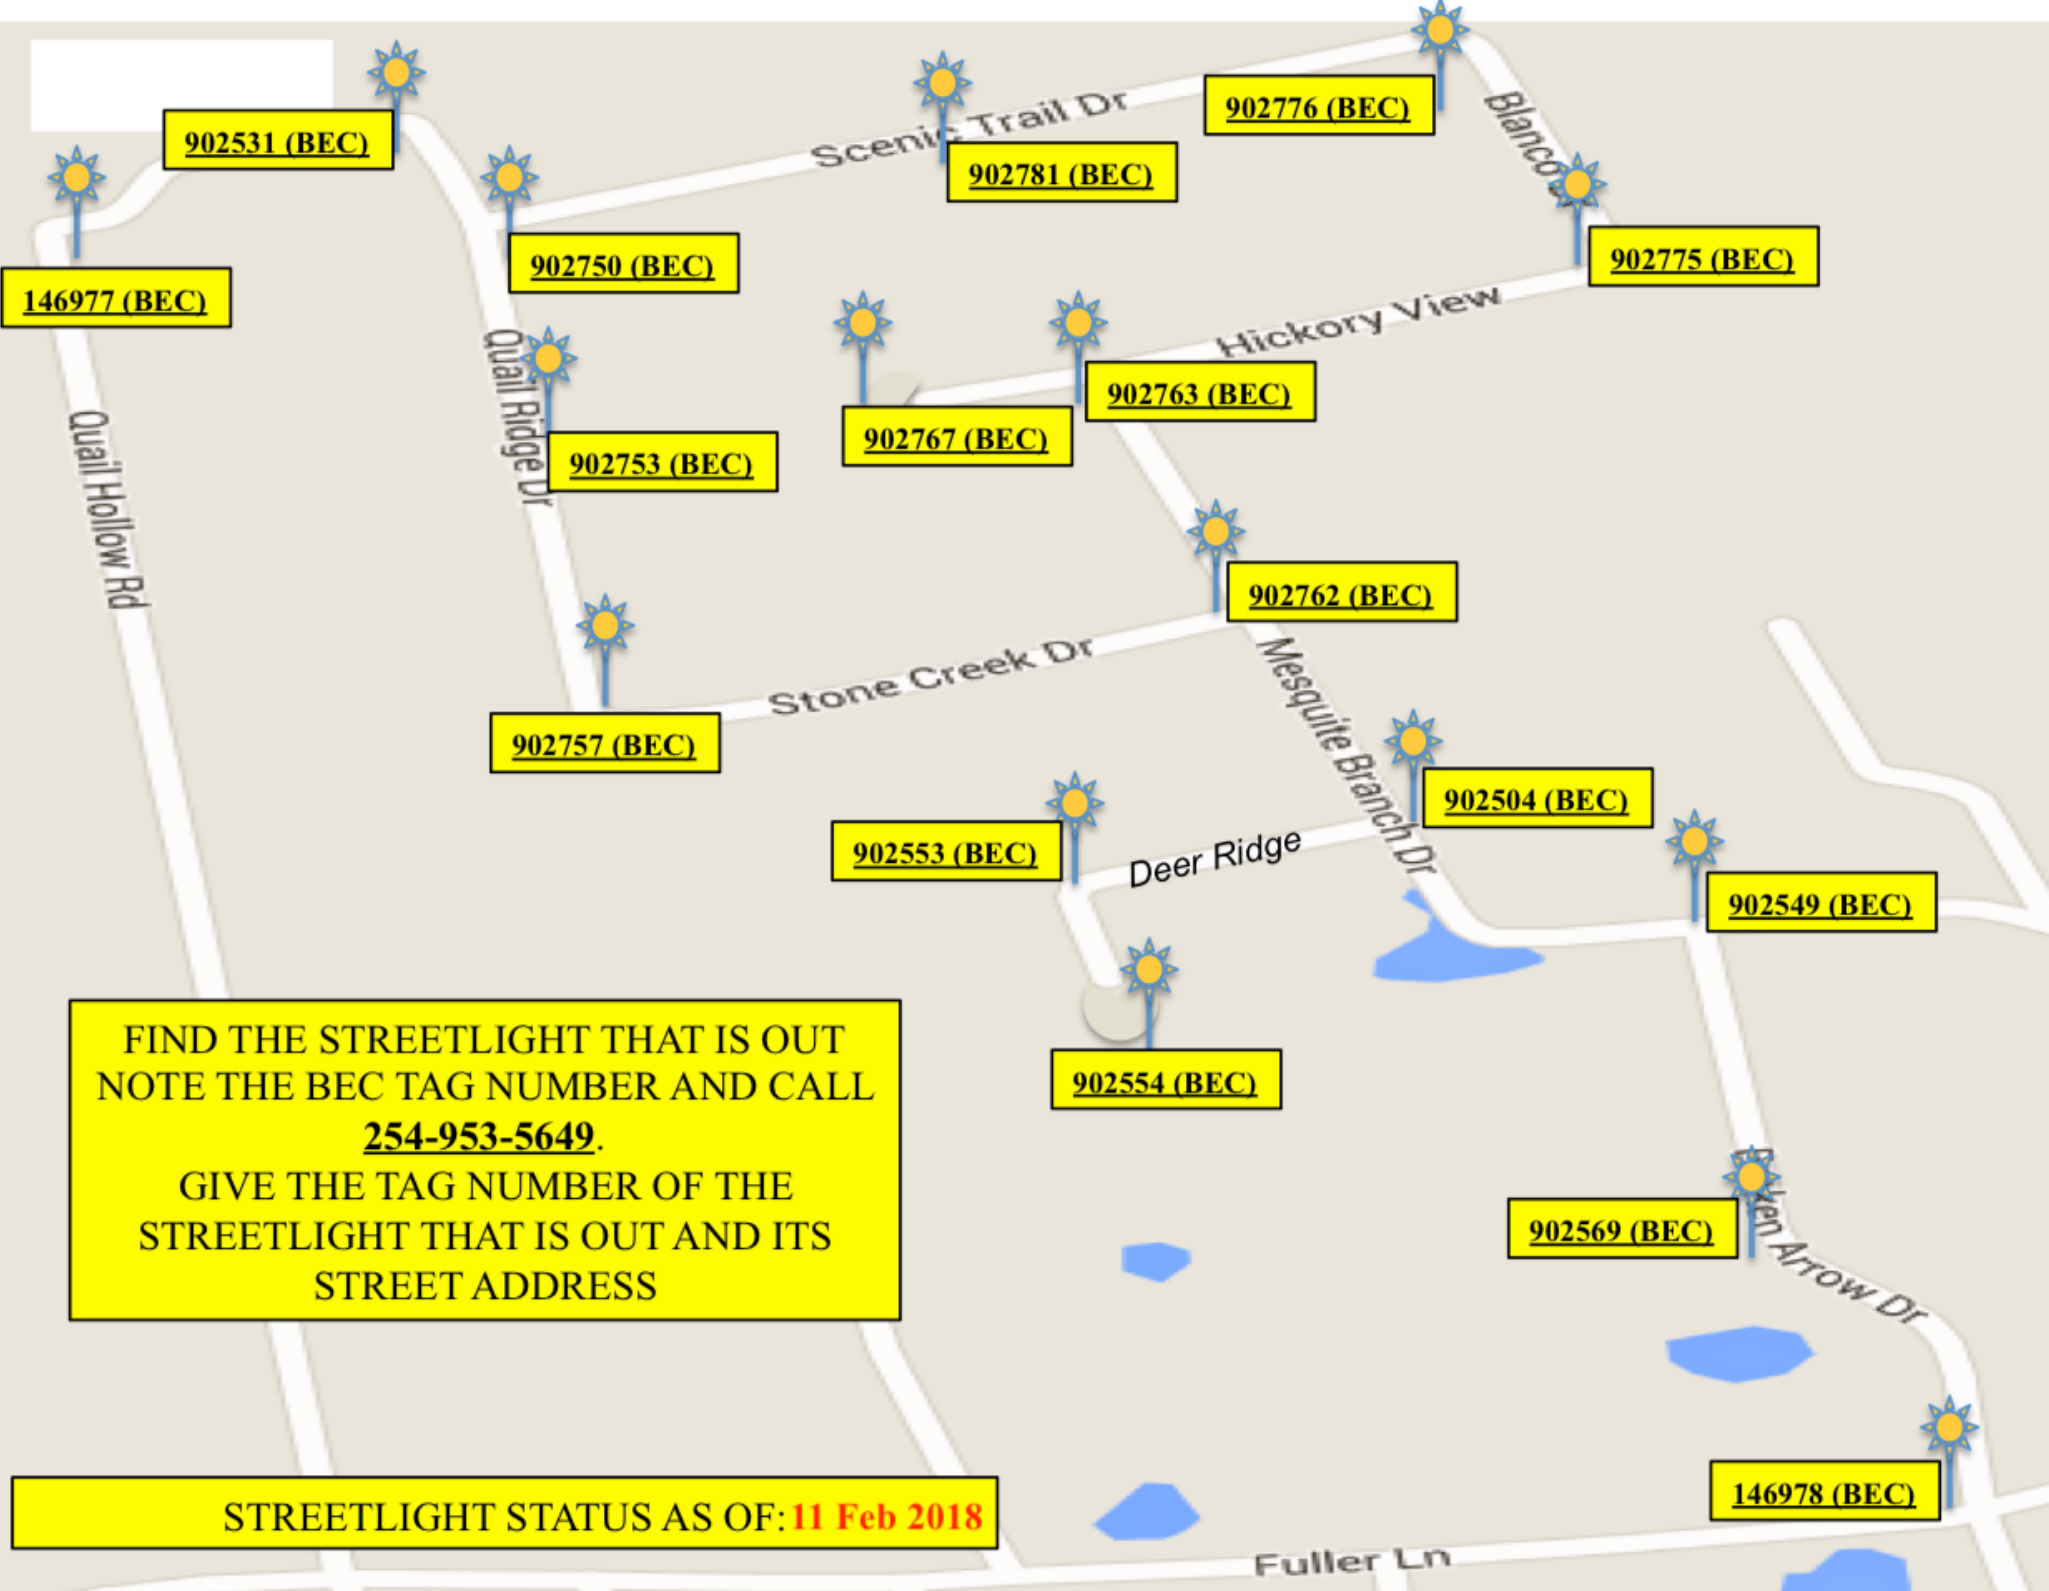 902776 (BEC)
902531 (BEC)
Scenic Trail Dr
Blanco
902781 (BEC)
902750 (BEC)
902775 (BEC)
146977 (BEC)
Hickory View
902763 (BEC)
Quail Ridge Dr
902767 (BEC)
902753 (BEC)
Quail Hollow Rd
902762 (BEC)
Stone Creek Dr
902757 (BEC)
Mesquite Branch Dr
902504 (BEC)
902553 (BEC)
Deer Ridge
902549 (BEC)
902554 (BEC)
FIND THE STREETLIGHT THAT IS OUT
NOTE THE BEC TAG NUMBER AND CALL
254-953-5649.
GIVE THE TAG NUMBER OF THE
STREETLIGHT THAT IS OUT AND ITS
STREET ADDRESS
902569 (BEC)
Arrow Dr
146978 (BEC)
STREETLIGHT STATUS AS OF: 11 Feb 2018
Fuller Ln